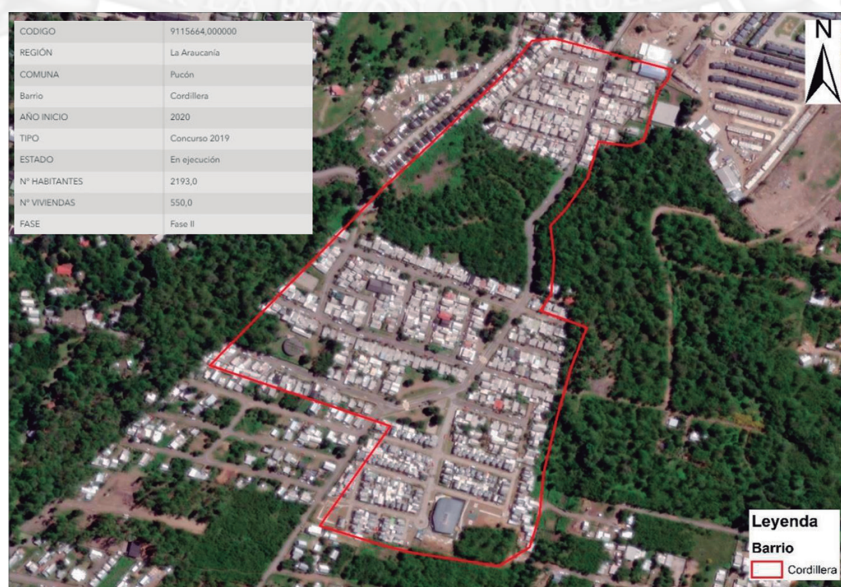 CODIGO 9115664,000000
REGIÓN La Araucanía
COMUNA Pucón
Barrio Cordillera
AÑO INICIO 2020
TIPO Concurso 2019
ESTADO En ejecución
N° HABITANTES 2193,0
N° VIVIENDAS 550,0
FASE Fase II
N
Leyenda
Barrio
Cordillera